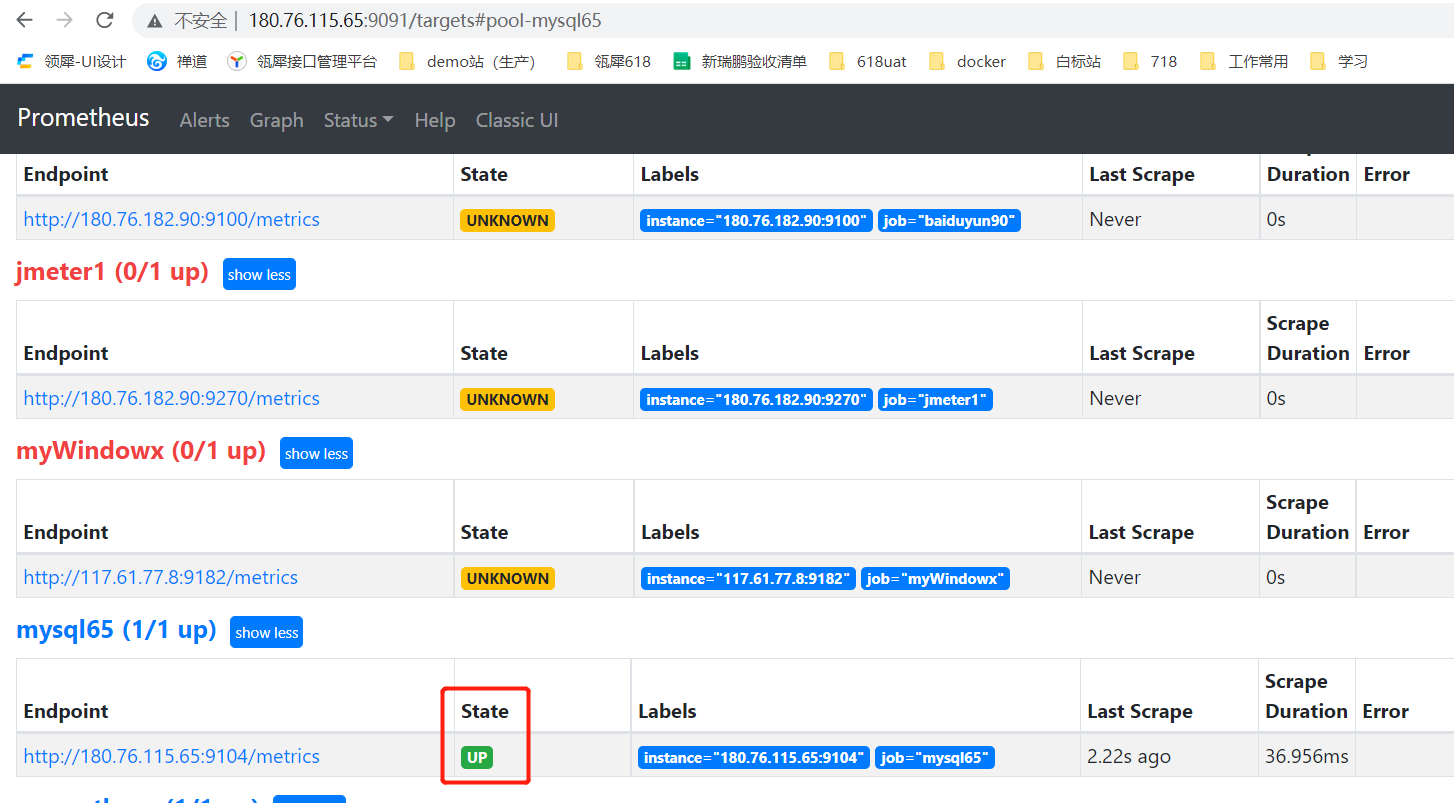 不安全 | 180.76.115.65:9091/targets#pool-mysql65
领犀-UI设计 禅道 瓴犀接口管理平台 demo站（生产） 瓴犀618 新瑞鹏验收清单 618uat docker 白标站 718 工作常用 学习
Prometheus Alerts Graph Status Help Classic UI
Endpoint State Labels Last Scrape Duration Error
http://180.76.182.90:9100/metrics UNKNOWN instance="180.76.182.90:9100" job="baiduyun90" Never 0s
jmeter1 (0/1 up) show less
Endpoint State Labels Last Scrape Scrape Duration Error
http://180.76.182.90:9270/metrics UNKNOWN instance="180.76.182.90:9270" job="jmeter1" Never 0s
myWindowx (0/1 up) show less
Endpoint State Labels Last Scrape Scrape Duration Error
http://117.61.77.8:9182/metrics UNKNOWN instance="117.61.77.8:9182" job="myWindowx" Never 0s
mysql65 (1/1 up) show less
Endpoint State Labels Last Scrape Scrape Duration Error
http://180.76.115.65:9104/metrics UP instance="180.76.115.65:9104" job="mysql65" 2.22s ago 36.956ms